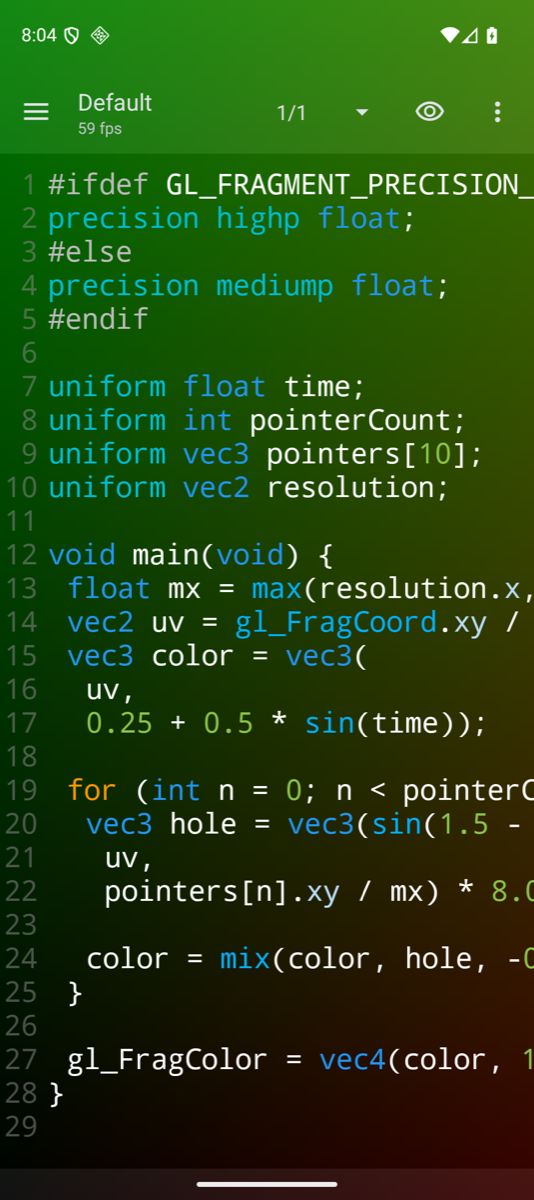 8:04
Default
59 fps
1/1
1 #ifdef GL_FRAGMENT_PRECISION_
2 precision highp float;
3 #else
4 precision mediump float;
5 #endif
6
7 uniform float time;
8 uniform int pointerCount;
9 uniform vec3 pointers[10];
10 uniform vec2 resolution;
11
12 void main(void) {
13 float mx = max(resolution.x,
14 vec2 uv = gl_FragCoord.xy /
15 vec3 color = vec3(
16 uv,
17 0.25 + 0.5 * sin(time));
18
19 for (int n = 0; n < pointerC
20 vec3 hole = vec3(sin(1.5 -
21 uv,
22 pointers[n].xy / mx) * 8.0
23
24 color = mix(color, hole, -0
25 }
26
27 gl_FragColor = vec4(color, 1
28 }
29